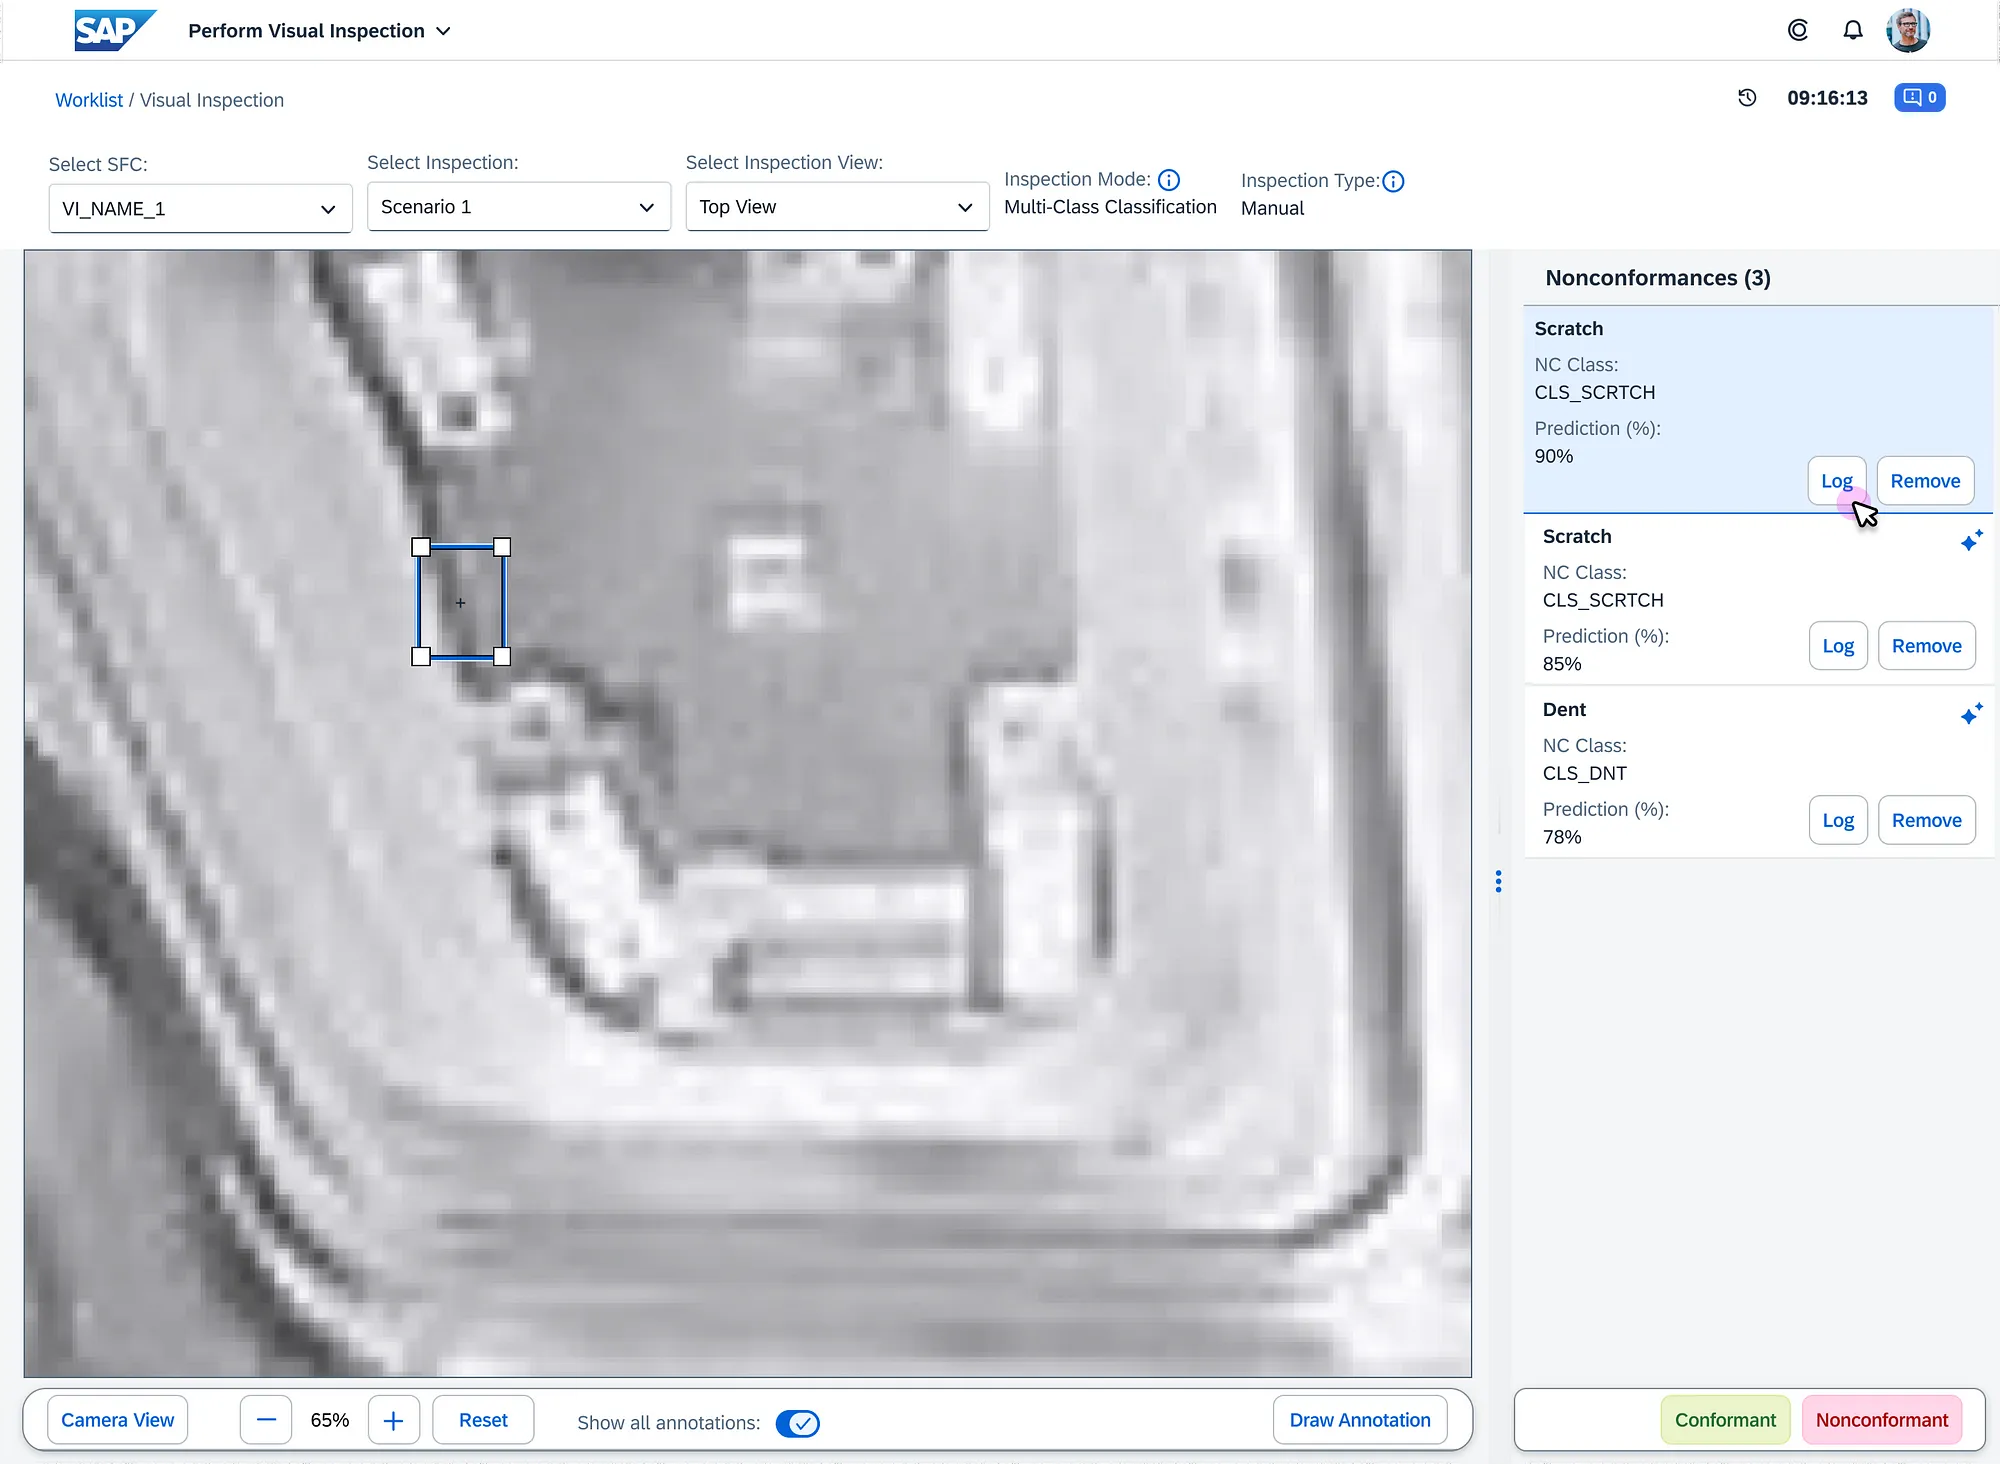 SAP Perform Visual Inspection
Worklist / Visual Inspection
09:16:13
0
Select SFC:
VI_NAME_1
Select Inspection:
Scenario 1
Select Inspection View:
Top View
Inspection Mode:
Multi-Class Classification
Inspection Type:
Manual
Nonconformances (3)
Scratch
NC Class:
CLS_SCRTCH
Prediction (%):
90%
Log Remove
Scratch
NC Class:
CLS_SCRTCH
Prediction (%):
85%
Log Remove
Dent
NC Class:
CLS_DNT
Prediction (%):
78%
Log Remove
Camera View 65% Reset Show all annotations: Draw Annotation
Conformant Nonconformant